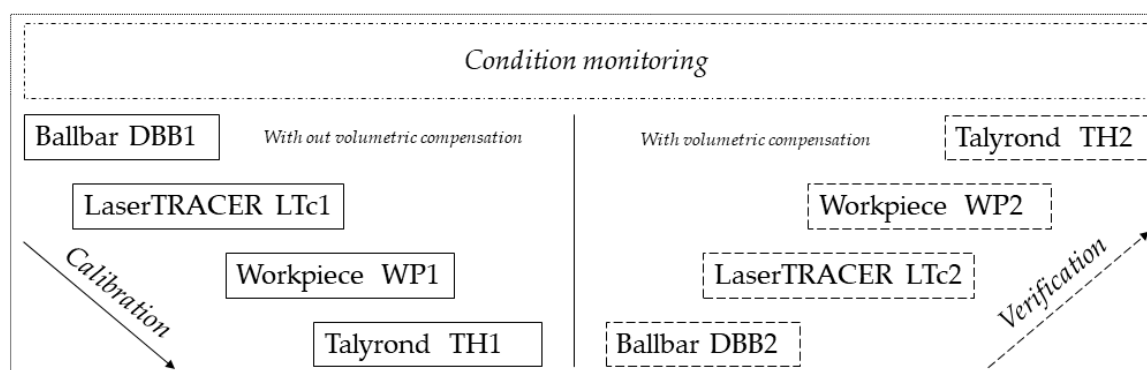 Condition monitoring
Ballbar DBB1
With out volumetric compensation
With volumetric compensation
Talyrond TH2
LaserTRACER LTc1
Workpiece WP2
Calibration
Workpiece WP1
LaserTRACER LTc2
Verification
Talyrond TH1
Ballbar DBB2